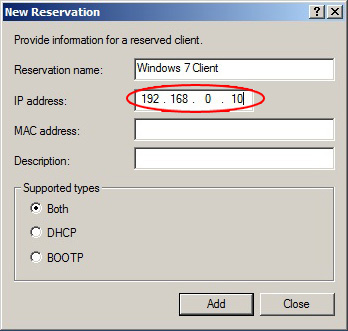 New Reservation
Provide information for a reserved client.
Reservation name: Windows 7 Client
IP address: 192 . 168 . 0 . 10
MAC address:
Description:
Supported types
Both
DHCP
BOOTP
Add Close